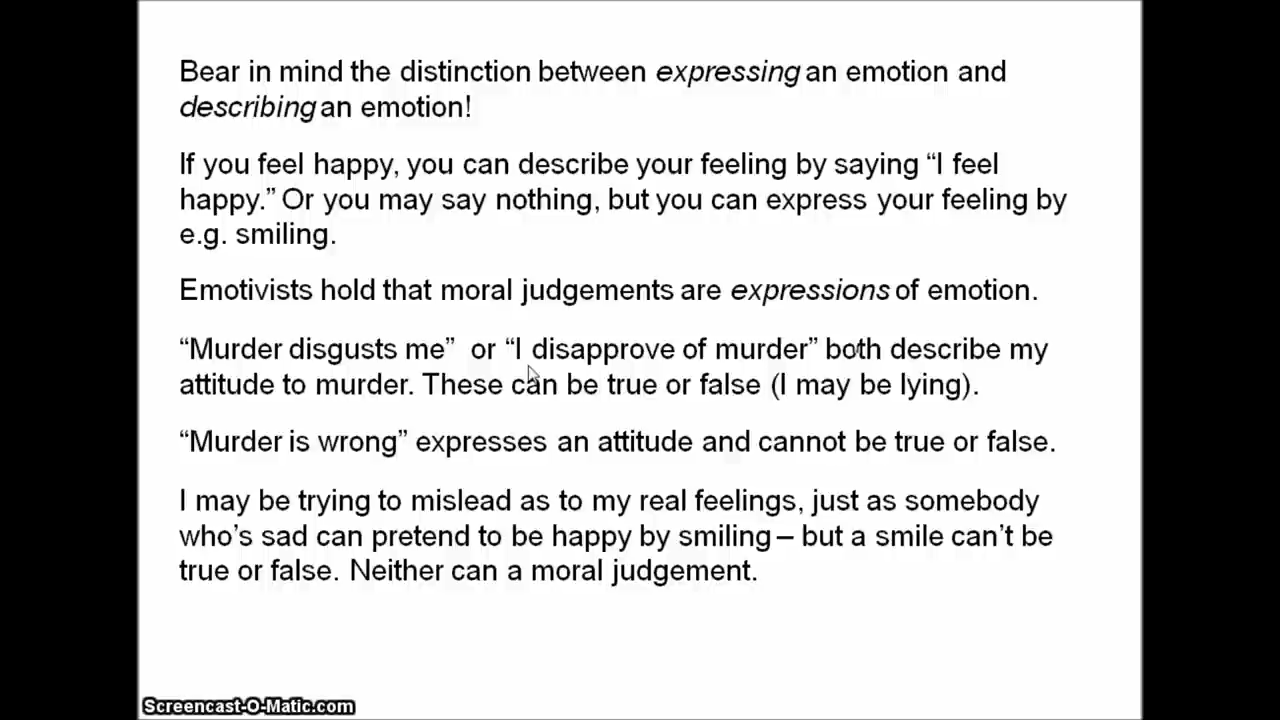 Bear in mind the distinction between expressing an emotion and
describing an emotion!
If you feel happy, you can describe your feeling by saying “I feel
happy.” Or you may say nothing, but you can express your feeling by
e.g. smiling.
Emotivists hold that moral judgements are expressions of emotion.
“Murder disgusts me” or “I disapprove of murder” both describe my
attitude to murder. These can be true or false (I may be lying).
“Murder is wrong” expresses an attitude and cannot be true or false.
I may be trying to mislead as to my real feelings, just as somebody
who’s sad can pretend to be happy by smiling – but a smile can’t be
true or false. Neither can a moral judgement.
Screencast-O-Matic.com